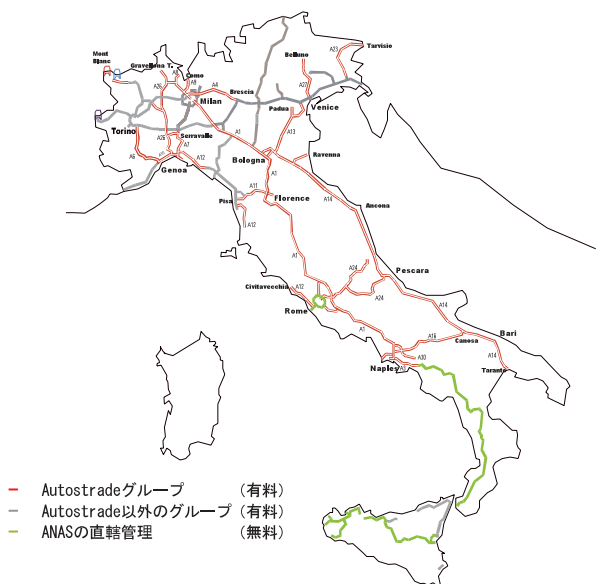 Mont
Blanc
Gravellona T.
Como
A8
A9
A4
Milan
Brescia
Belluno
A27
A23
Tarvisio
Venice
Padua
A13
A26
Torino
Serravalle
A26
A7
A12
A6
Genoa
A1
Bologna
Ravenna
A1
A14
Ancona
A11
Florence
Pisa
A12
A1
A24
Pescara
Civitavecchia
A12
A24
Rome
A1
A14
A16
Bari
Canosa
A14
Taranto
Naples
A3
A30
Autostradeグループ (有料)
Autostrade以外のグループ (有料)
ANASの直轄管理 (無料)